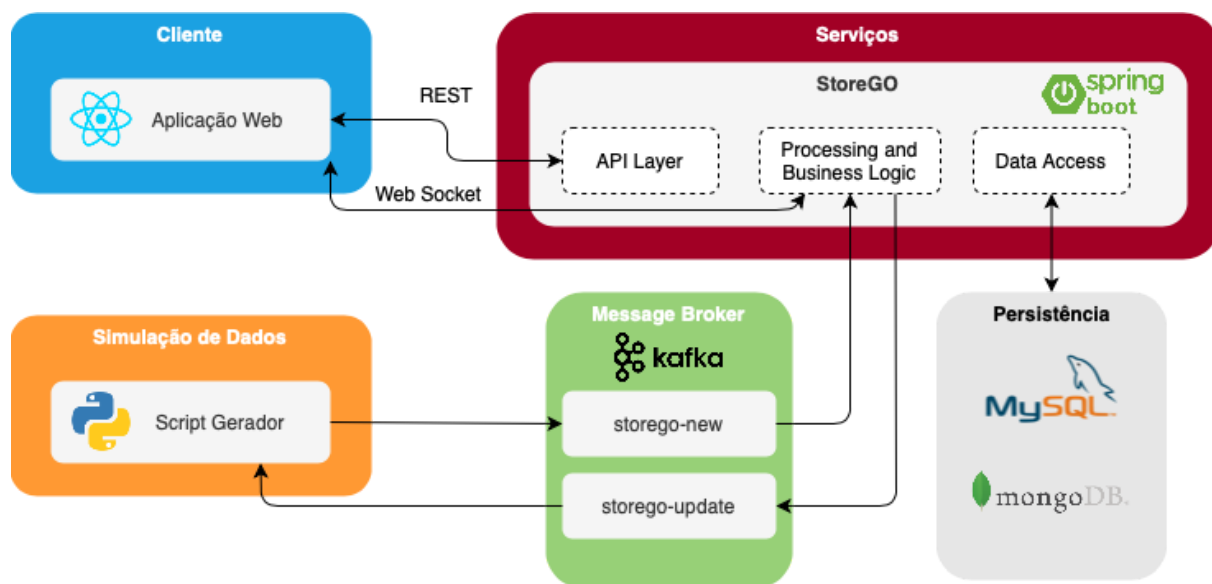 Cliente
Aplicação Web
REST
Web Socket
Serviços
StoreGO
spring
boot
API Layer
Processing and
Business Logic
Data Access
Simulação de Dados
Script Gerador
Message Broker
kafka
storego-new
storego-update
Persistência
MySQL
mongoDB.